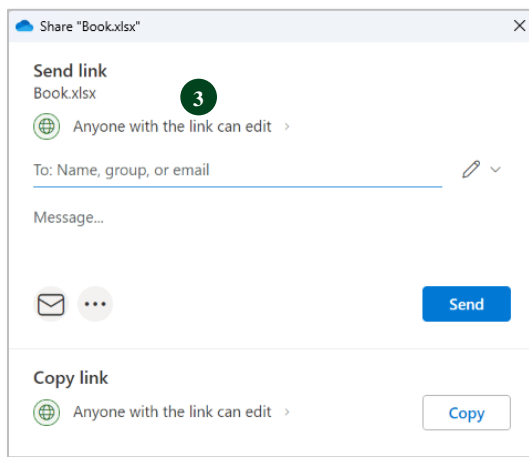 Share "Book.xlsx"
Send link
Book.xlsx
3
Anyone with the link can edit
To: Name, group, or email
Message...
Send
Copy link
Anyone with the link can edit
Copy